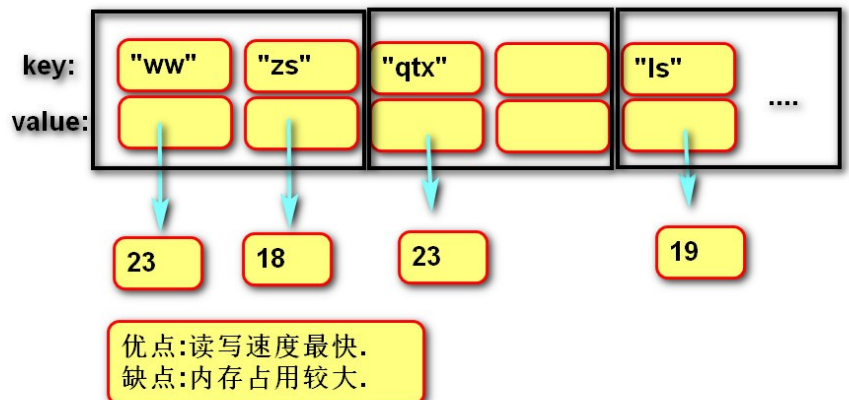 key: "ww" "zs" "qtx" "ls" ....
value:
23 18 23 19
优点:读写速度最快.
缺点:内存占用较大.